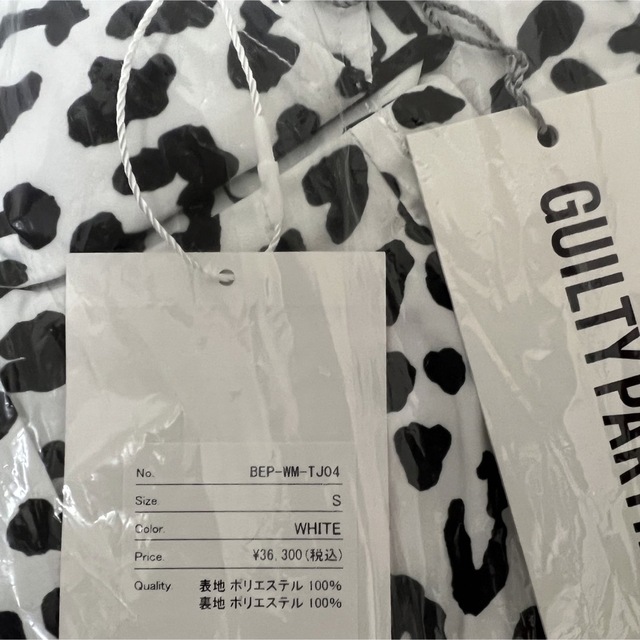 No. BEP-WM-TJ04
Size S
Color. WHITE
Price. ¥36,300(税込)
Quality 表地 ポリエステル 100%
裏地 ポリエステル 100%
GUILTY